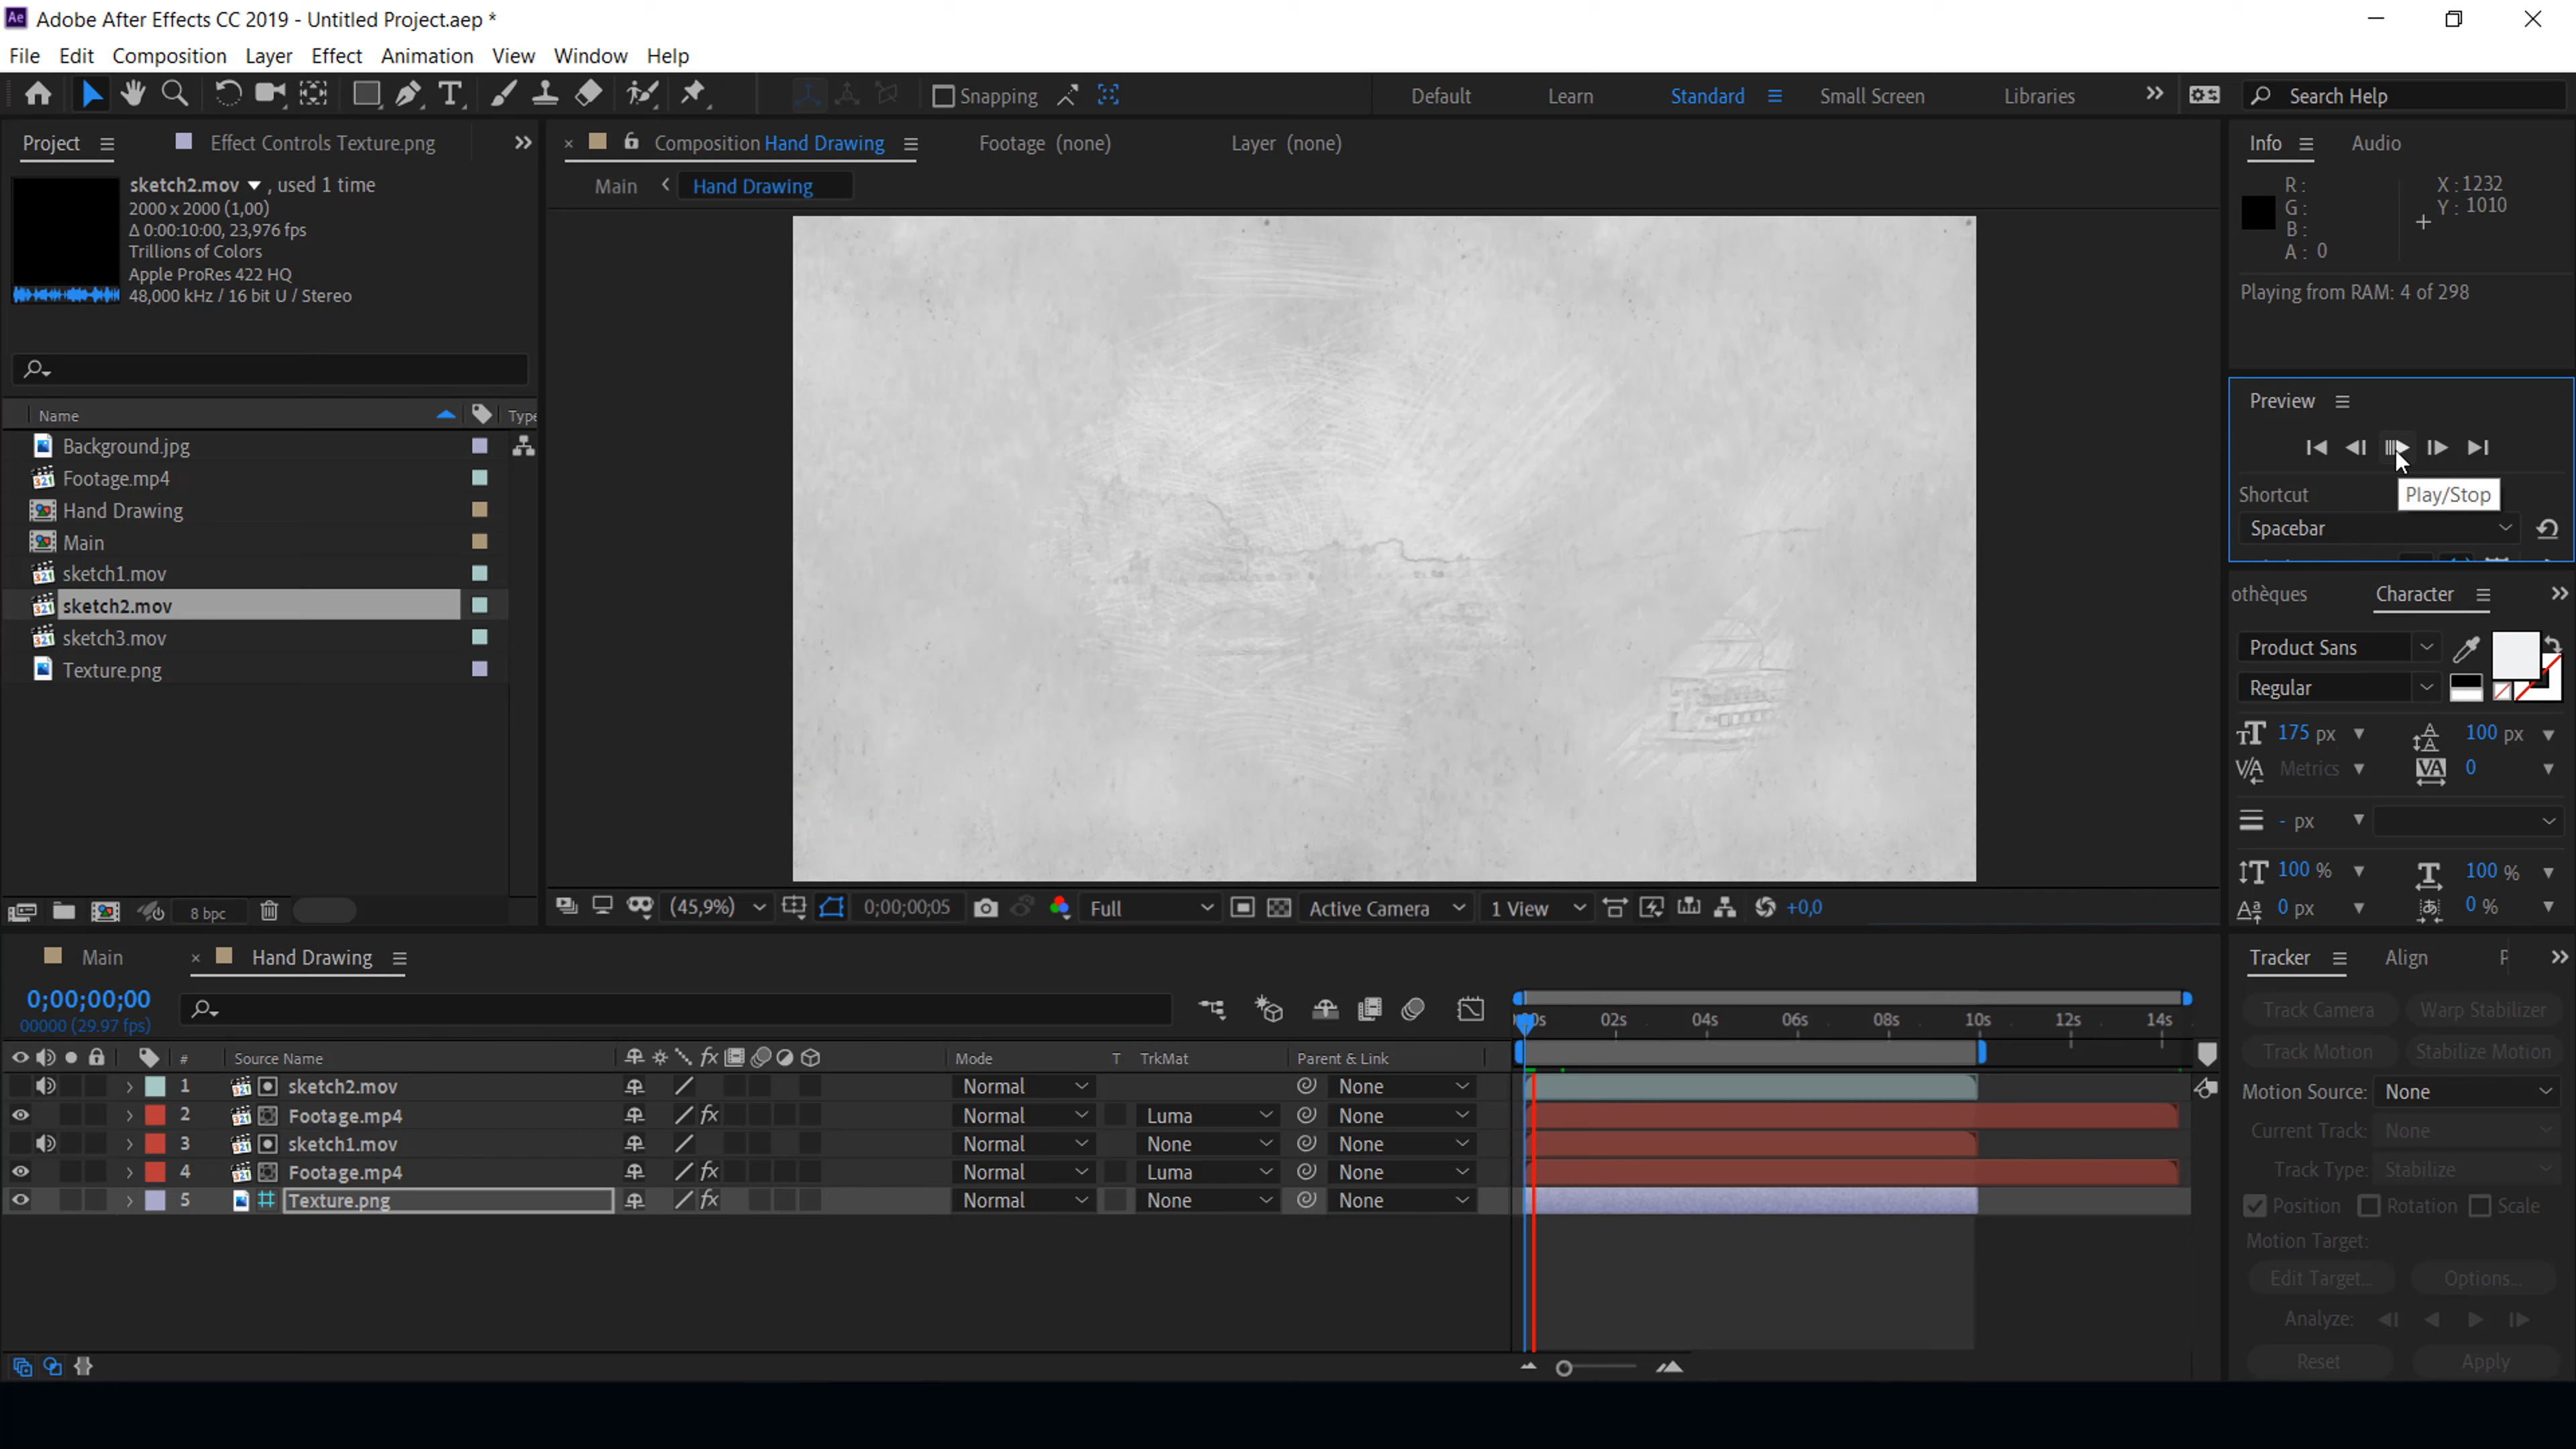 Ae Adobe After Effects CC 2019 - Untitled Project.aep *
File Edit Composition Layer Effect Animation View Window Help
Snapping Default Learn Standard Small Screen Libraries Search Help
Project Effect Controls Texture.png
sketch2.mov , used 1 time
2000 x 2000 (1,00)
Δ 0:00:10:00, 23,976 fps
Trillions of Colors
Apple ProRes 422 HQ
48,000 kHz / 16 bit U / Stereo
Name Type
Background.jpg
Footage.mp4
Hand Drawing
Main
sketch1.mov
sketch2.mov
sketch3.mov
Texture.png
8 bpc
Composition Hand Drawing Footage (none) Layer (none)
Main Hand Drawing
(45,9%) 0;00;00;05 Full Active Camera 1 View +0,0
Info Audio
R : X : 1232
G : Y : 1010
B :
A : 0
Playing from RAM: 4 of 298
Preview
Shortcut Play/Stop
Spacebar
othèques Character
Product Sans
Regular
175 px 100 px
Metrics 0
- px
100 % 100 %
0 px 0 %
Main Hand Drawing
0;00;00;00
00000 (29.97 fps)
0s 02s 04s 06s 08s 10s 12s 14s
# Source Name Mode T TrkMat Parent & Link
1 sketch2.mov Normal None
2 Footage.mp4 Normal Luma None
3 sketch1.mov Normal None None
4 Footage.mp4 Normal Luma None
5 Texture.png Normal None None
Tracker Align P
Track Camera Warp Stabilizer
Track Motion Stabilize Motion
Motion Source: None
Current Track: None
Track Type: Stabilize
Position Rotation Scale
Motion Target:
Edit Target... Options...
Analyze:
Reset Apply